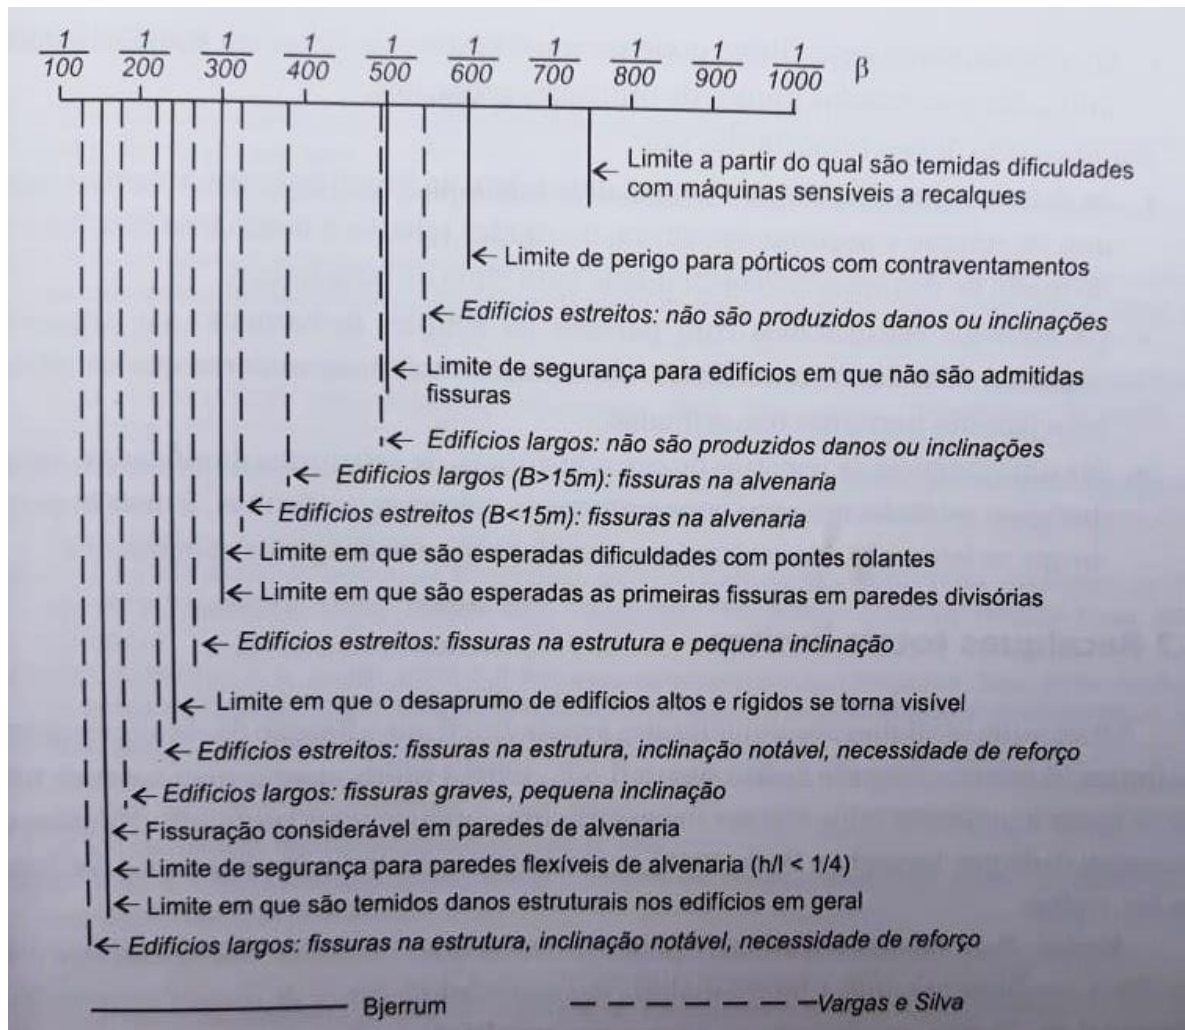 1/100 1/200 1/300 1/400 1/500 1/600 1/700 1/800 1/900 1/1000 β
Limite a partir do qual são temidas dificuldades
com máquinas sensíveis a recalques
Limite de perigo para pórticos com contraventamentos
Edifícios estreitos: não são produzidos danos ou inclinações
Limite de segurança para edifícios em que não são admitidas
fissuras
Edifícios largos: não são produzidos danos ou inclinações
Edifícios largos (B>15m): fissuras na alvenaria
Edifícios estreitos (B<15m): fissuras na alvenaria
Limite em que são esperadas dificuldades com pontes rolantes
Limite em que são esperadas as primeiras fissuras em paredes divisórias
Edifícios estreitos: fissuras na estrutura e pequena inclinação
Limite em que o desaprumo de edifícios altos e rígidos se torna visível
Edifícios estreitos: fissuras na estrutura, inclinação notável, necessidade de reforço
Edifícios largos: fissuras graves, pequena inclinação
Fissuração considerável em paredes de alvenaria
Limite de segurança para paredes flexíveis de alvenaria (h/l < 1/4)
Limite em que são temidos danos estruturais nos edifícios em geral
Edifícios largos: fissuras na estrutura, inclinação notável, necessidade de reforço
Bjerrum
Vargas e Silva